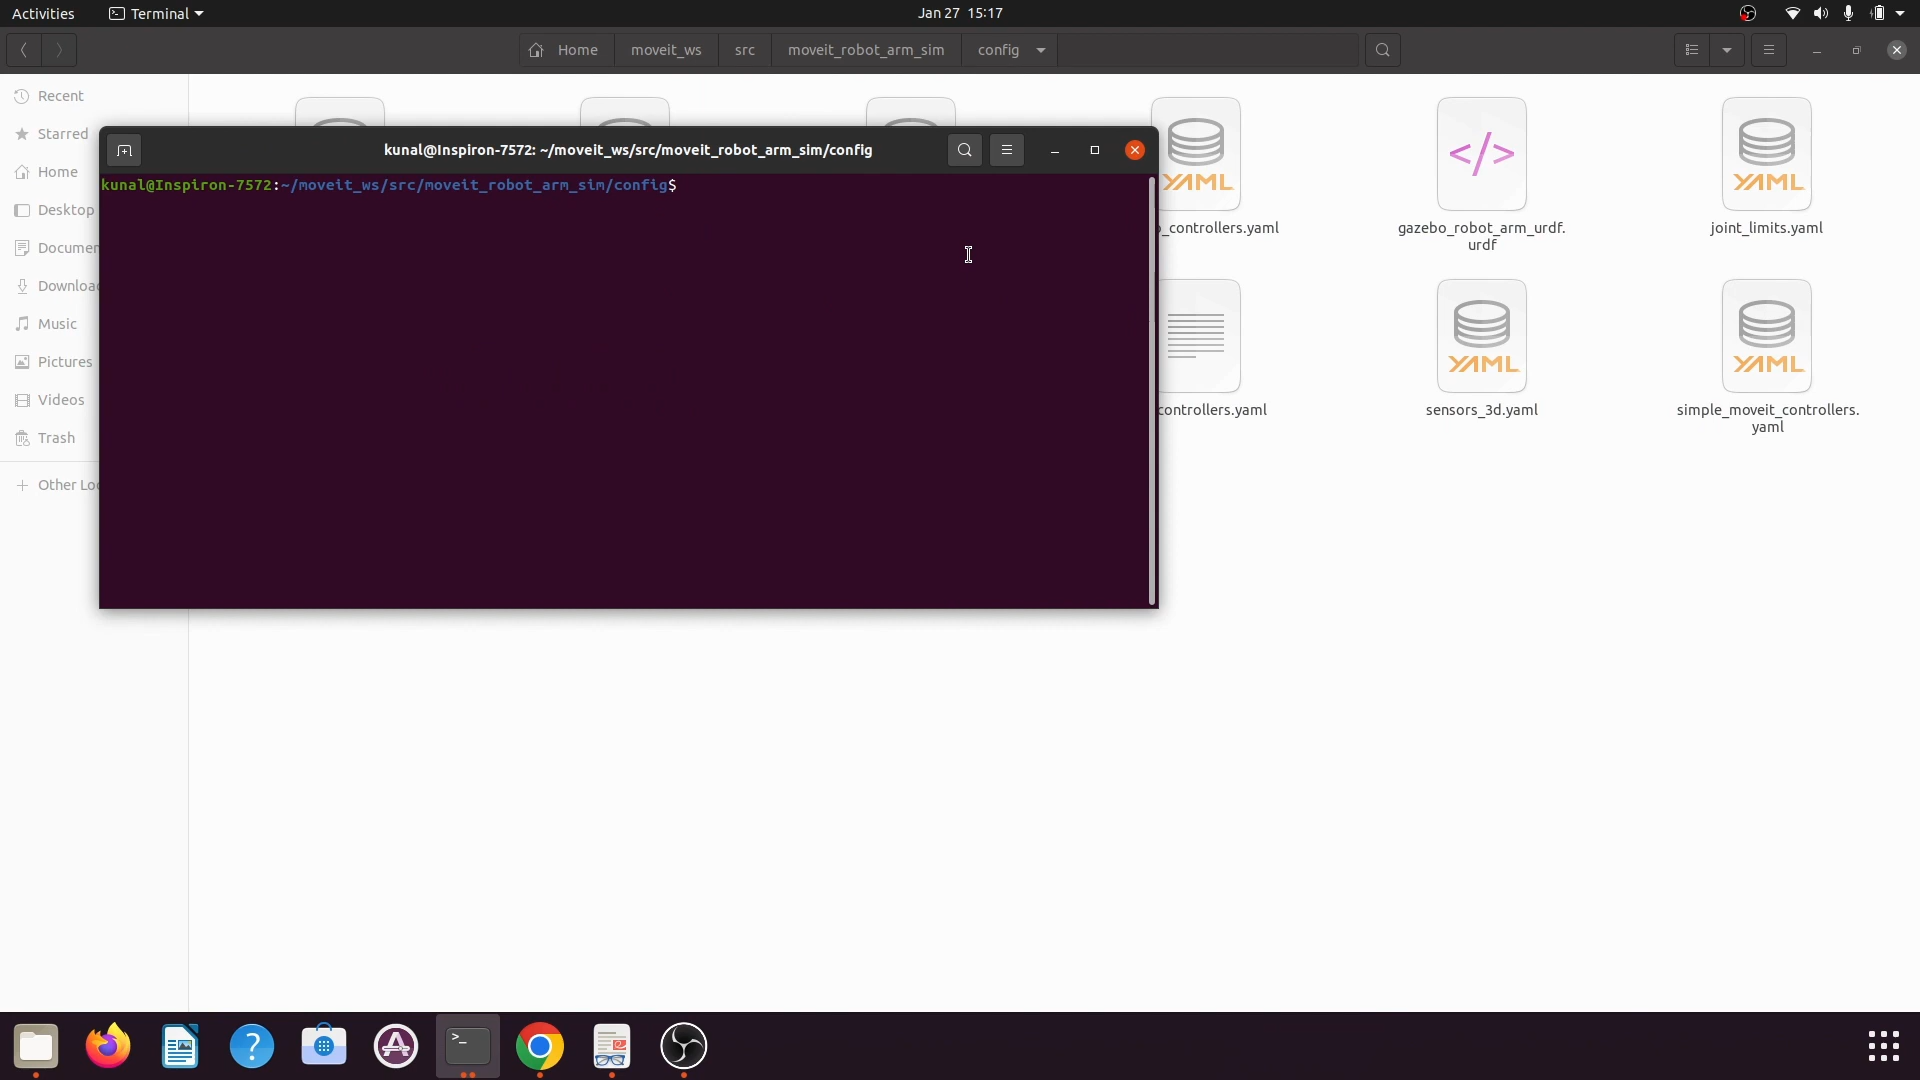 Activities
Terminal
Jan 27 15:17
Home
moveit_ws
src
moveit_robot_arm_sim
config
Recent
Starred
Home
Desktop
Documen
Downloa
Music
Pictures
Videos
Trash
Other Loc
kunal@Inspiron-7572: ~/moveit_ws/src/moveit_robot_arm_sim/config
kunal@Inspiron-7572:~/moveit_ws/src/moveit_robot_arm_sim/config$
YAML
</>
YAML
_controllers.yaml
gazebo_robot_arm_urdf.
urdf
joint_limits.yaml
YAML
YAML
controllers.yaml
sensors_3d.yaml
simple_moveit_controllers.
yaml
>_
?
A